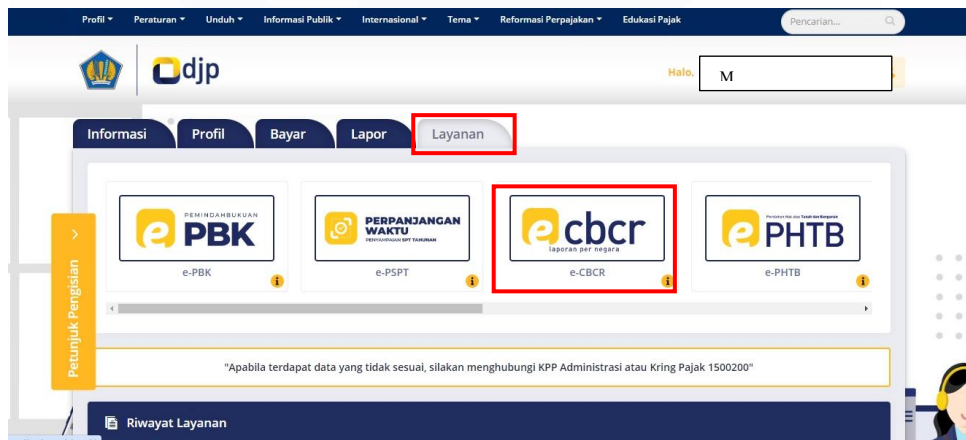 Profil Peraturan Unduh Informasi Publik Internasional Tema Reformasi Perpajakan Edukasi Pajak Pencarian...
djp
Halo, M
Informasi Profil Bayar Lapor Layanan
PEMINDAHBUKUAN
e PBK
PERPANJANGAN
WAKTU
PENYAMPAIAN SPT TAHUNAN
e cbcr
laporan per negara
e PHTB
e-PBK
e-PSPT
e-CBCR
e-PHTB
Petunjuk Pengisian
"Apabila terdapat data yang tidak sesuai, silakan menghubungi KPP Administrasi atau Kring Pajak 1500200"
Riwayat Layanan